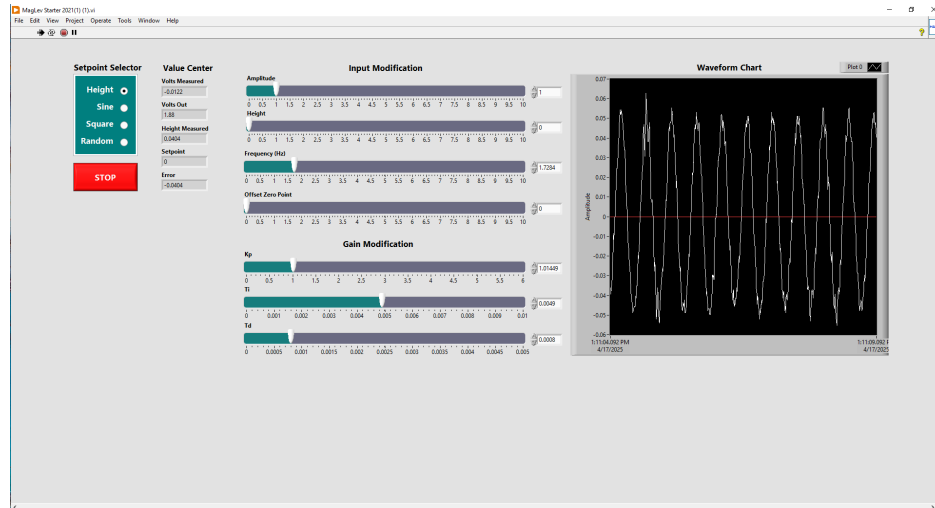 MagLev Starter 2021(1) (1).vi
File Edit View Project Operate Tools Window Help
Setpoint Selector
Height
Sine
Square
Random
STOP
Value Center
Volts Measured
-0.0122
Volts Out
1.88
Height Measured
0.0404
Setpoint
0
Error
-0.0404
Input Modification
Amplitude
0 0.5 1 1.5 2 2.5 3 3.5 4 4.5 5 5.5 6 6.5 7 7.5 8 8.5 9 9.5 10
1
Height
0 0.5 1 1.5 2 2.5 3 3.5 4 4.5 5 5.5 6 6.5 7 7.5 8 8.5 9 9.5 10
0
Frequency (Hz)
0 0.5 1 1.5 2 2.5 3 3.5 4 4.5 5 5.5 6 6.5 7 7.5 8 8.5 9 9.5 10
1.7284
Offset Zero Point
0 0.5 1 1.5 2 2.5 3 3.5 4 4.5 5 5.5 6 6.5 7 7.5 8 8.5 9 9.5 10
0
Gain Modification
Kp
0 0.5 1 1.5 2 2.5 3 3.5 4 4.5 5 5.5 6
1.01449
Ti
0 0.001 0.002 0.003 0.004 0.005 0.006 0.007 0.008 0.009 0.01
0.0049
Td
0 0.0005 0.001 0.0015 0.002 0.0025 0.003 0.0035 0.004 0.0045 0.005
0.0008
Waveform Chart
Plot 0
Amplitude
0.07
0.06
0.05
0.04
0.03
0.02
0.01
0
-0.01
-0.02
-0.03
-0.04
-0.05
-0.06
1:11:04.092 PM
4/17/2025
1:11:09.092
4/17/2025